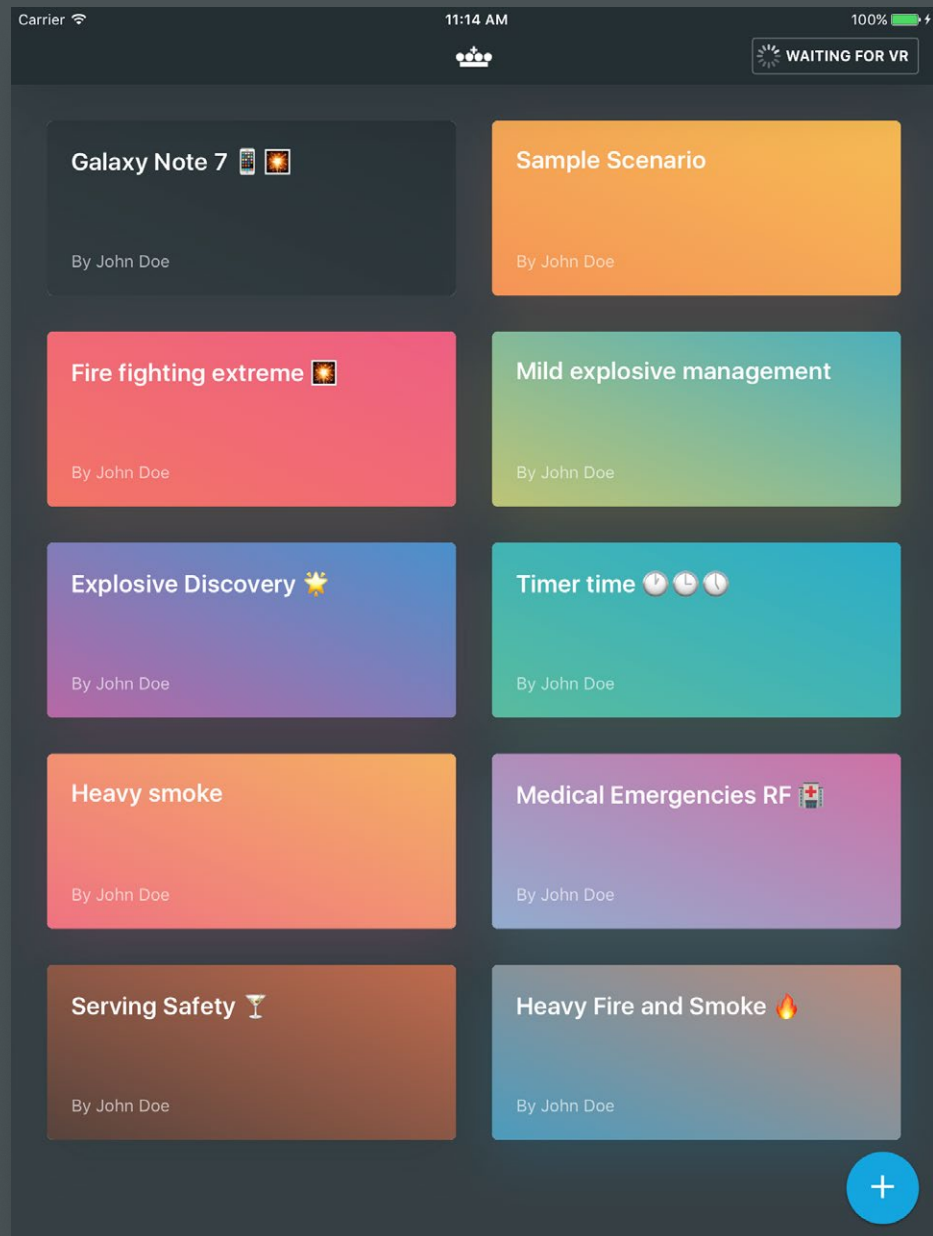 Carrier
11:14 AM
100%
WAITING FOR VR
Galaxy Note 7 📱🎇
By John Doe
Sample Scenario
By John Doe
Fire fighting extreme 🎇
By John Doe
Mild explosive management
By John Doe
Explosive Discovery 🌟
By John Doe
Timer time 🕐🕒🕔
By John Doe
Heavy smoke
By John Doe
Medical Emergencies RF 🏥
By John Doe
Serving Safety 🍸
By John Doe
Heavy Fire and Smoke 🔥
By John Doe
+